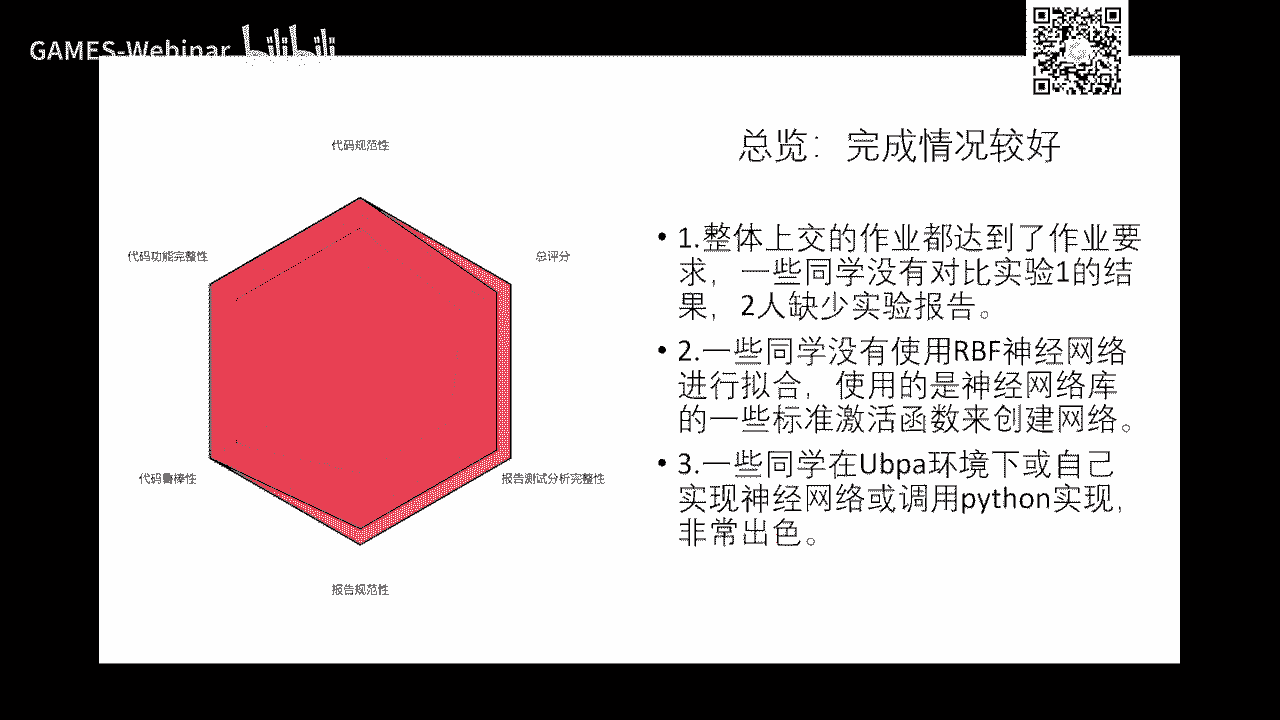 GAMES-Webinar bilibili
总览：完成情况较好
代码规范性
代码功能完整性
总评分
代码鲁棒性
报告测试分析完整性
报告规范性
• 1.整体上交的作业都达到了作业要
求，一些同学没有对比实验1的结
果，2人缺少实验报告。
• 2.一些同学没有使用RBF神经网络
进行拟合，使用的是神经网络库
的一些标准激活函数来创建网络。
• 3.一些同学在Ubpa环境下或自己
实现神经网络或调用python实现，
非常出色。